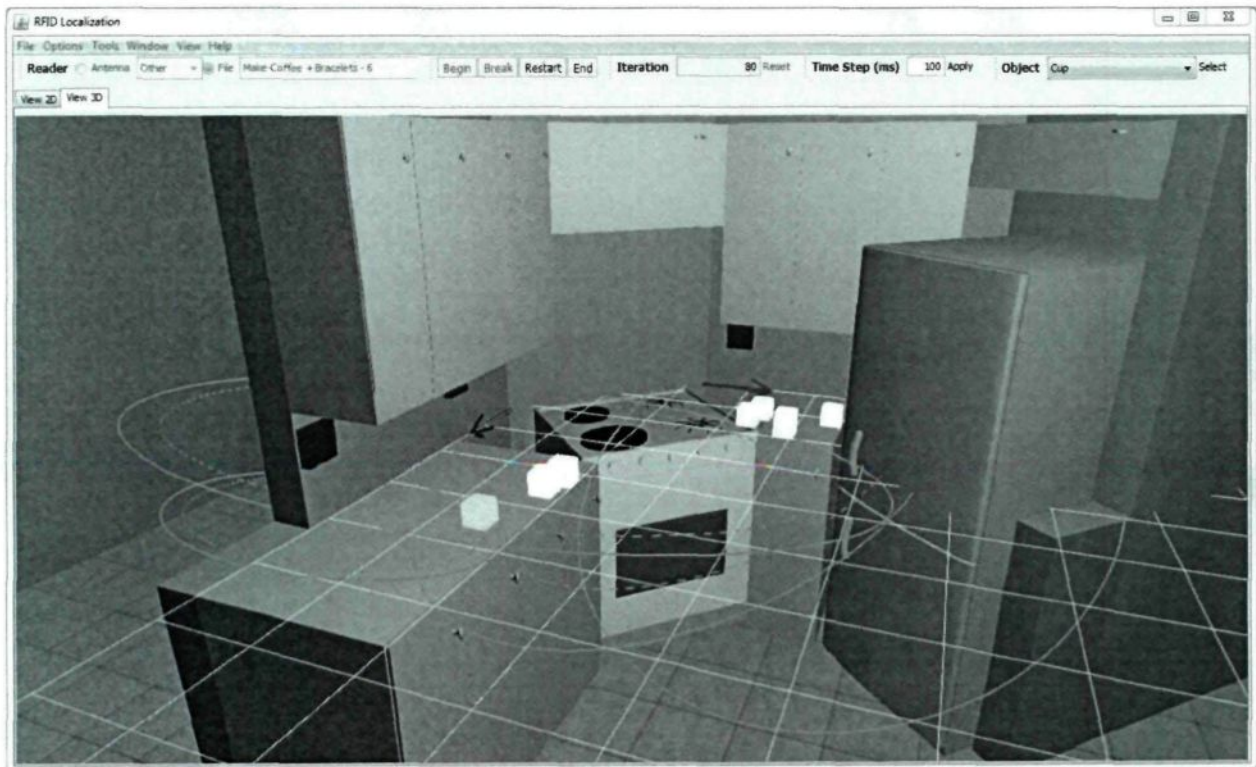 RFID Localization
File Options Tools Window View Help
Reader Antenna Other File Make-Coffee + Bracelets - 6 Begin Break Restart End Iteration 80 Reset Time Step (ms) 100 Apply Object Cup Select
View 2D View 3D